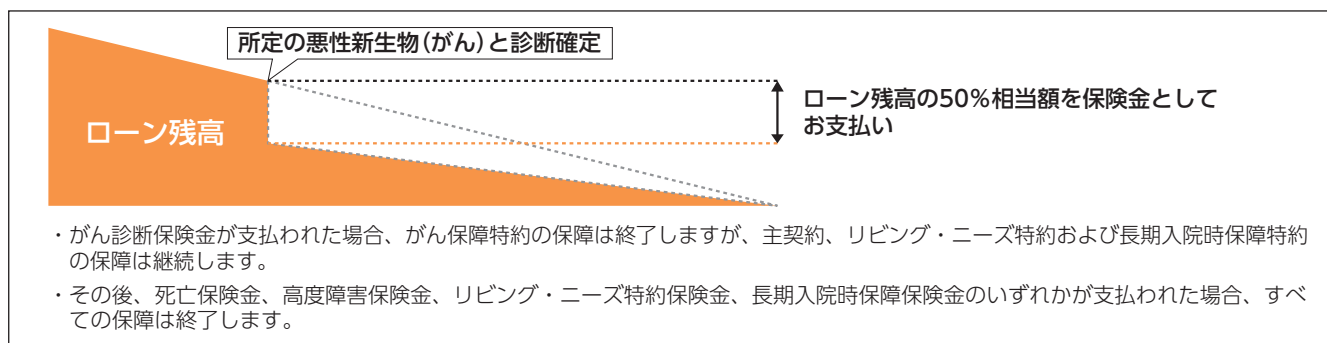 所定の悪性新生物(がん)と診断確定
ローン残高の50%相当額を保険金として
お支払い
ローン残高
・がん診断保険金が支払われた場合、がん保障特約の保障は終了しますが、主契約、リビング・ニーズ特約および長期入院時保障特約
の保障は継続します。
・その後、死亡保険金、高度障害保険金、リビング・ニーズ特約保険金、長期入院時保障保険金のいずれかが支払われた場合、すべ
ての保障は終了します。